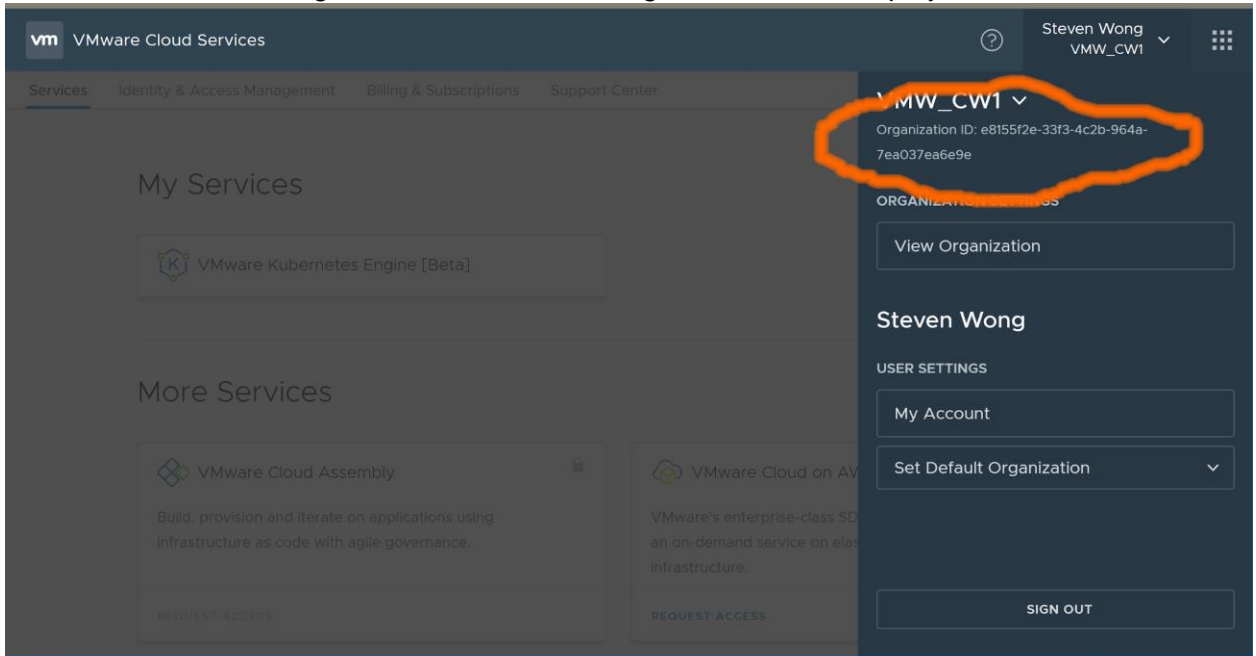 vm VMware Cloud Services
Steven Wong
VMW_CW1
Services Identity & Access Management Billing & Subscriptions Support Center
VMW_CW1
Organization ID: e8155f2e-33f3-4c2b-964a-
7ea037ea6e9e
ORGANIZATION SETTINGS
View Organization
Steven Wong
USER SETTINGS
My Account
Set Default Organization
SIGN OUT
My Services
VMware Kubernetes Engine [Beta]
More Services
VMware Cloud Assembly
Build, provision and iterate on applications using
infrastructure as code with agile governance.
REQUEST ACCESS
VMware Cloud on AW
VMware's enterprise-class SD
an on-demand service on elas
infrastructure.
REQUEST ACCESS